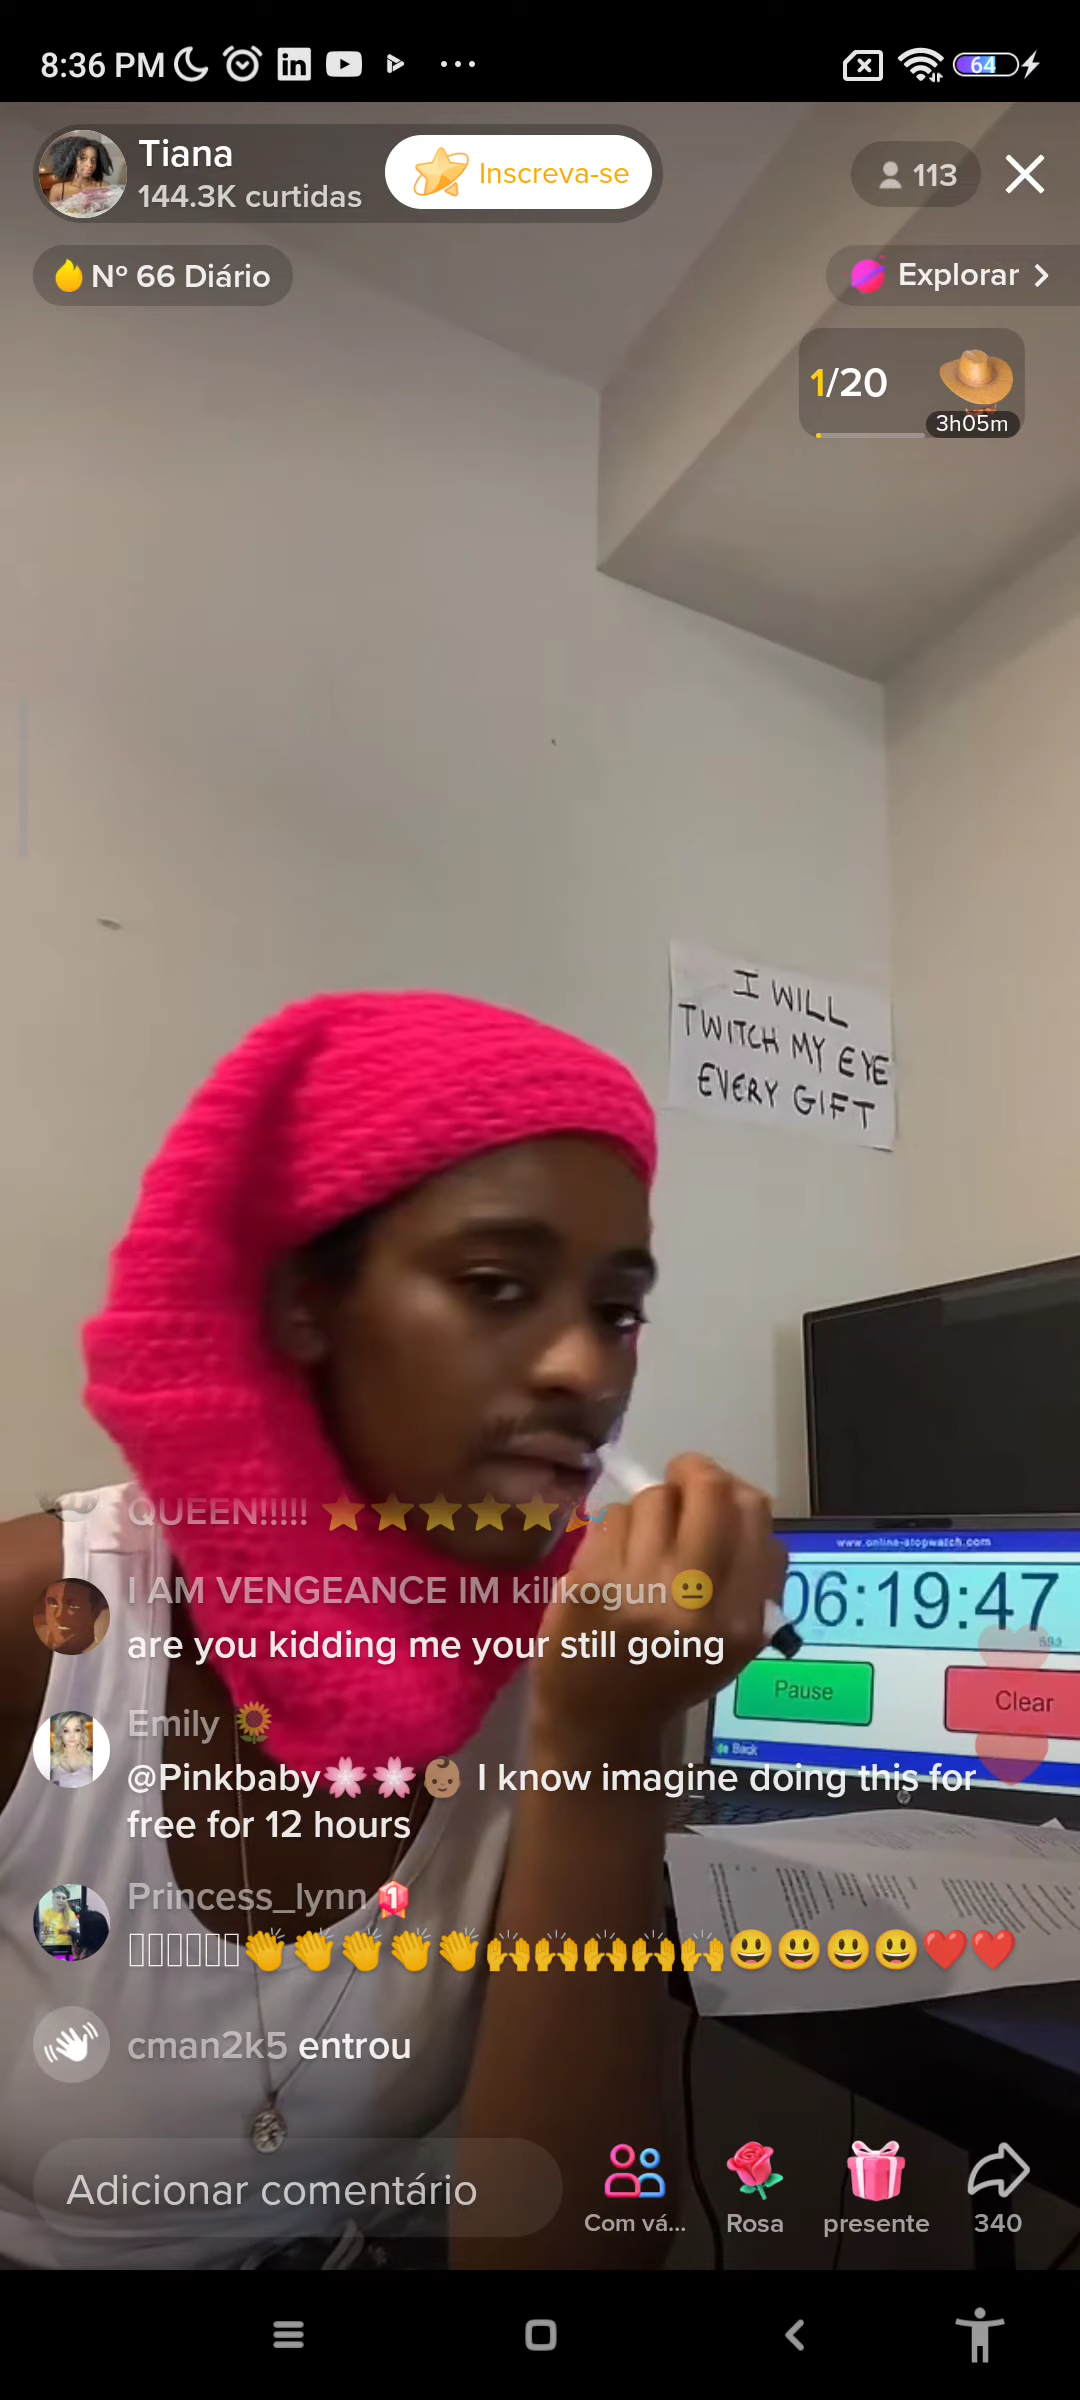 8:36 PM
64
Tiana
144.3K curtidas
Inscreva-se
113
Nº 66 Diário
Explorar
1/20
3h05m
I WILL
TWITCH MY EYE
EVERY GIFT
www.online-stopwatch.com
06:19:47
593
Pause
Clear
Back
QUEEN!!!!! ⭐⭐⭐⭐⭐🎉
I AM VENGEANCE IM killkogun😐
are you kidding me your still going
Emily 🌻
@Pinkbaby🌸🌸👶🏽 I know imagine doing this for
free for 12 hours
Princess_lynn 1
👏👏👏👏👏🙌🙌🙌🙌🙌😃😃😃😃❤️❤️
cman2k5 entrou
Adicionar comentário
Com vá...
Rosa
presente
340